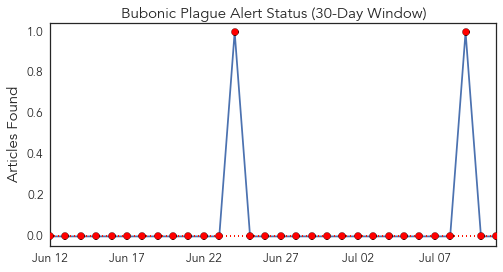 Bubonic Plague Alert Status (30-Day Window)
Articles Found
1.0
0.8
0.6
0.4
0.2
0.0
Jun 12 Jun 17 Jun 22 Jun 27 Jul 02 Jul 07